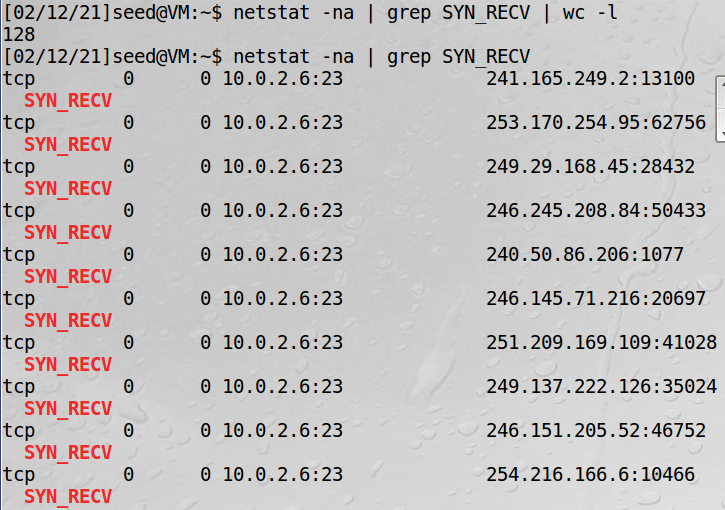 [02/12/21]seed@VM:~$ netstat -na | grep SYN_RECV | wc -l
128
[02/12/21]seed@VM:~$ netstat -na | grep SYN_RECV
tcp        0      0 10.0.2.6:23             241.165.249.2:13100
  SYN_RECV
tcp        0      0 10.0.2.6:23             253.170.254.95:62756
  SYN_RECV
tcp        0      0 10.0.2.6:23             249.29.168.45:28432
  SYN_RECV
tcp        0      0 10.0.2.6:23             246.245.208.84:50433
  SYN_RECV
tcp        0      0 10.0.2.6:23             240.50.86.206:1077
  SYN_RECV
tcp        0      0 10.0.2.6:23             246.145.71.216:20697
  SYN_RECV
tcp        0      0 10.0.2.6:23             251.209.169.109:41028
  SYN_RECV
tcp        0      0 10.0.2.6:23             249.137.222.126:35024
  SYN_RECV
tcp        0      0 10.0.2.6:23             246.151.205.52:46752
  SYN_RECV
tcp        0      0 10.0.2.6:23             254.216.166.6:10466
  SYN_RECV